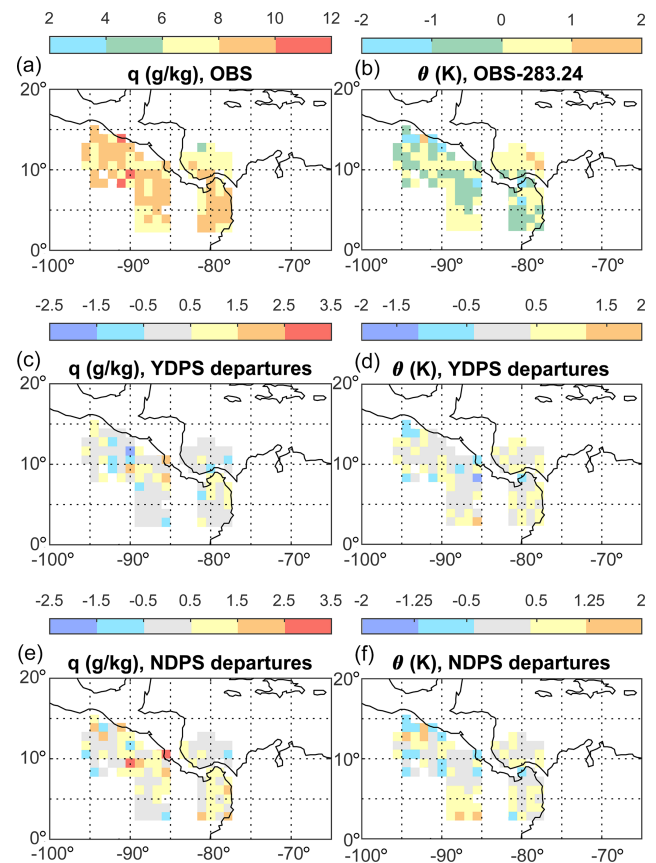 2 4 6 8 10 12
-2 -1 0 1 2
(a) q (g/kg), OBS
(b) θ (K), OBS-283.24
20°
10°
0°
-100° -90° -80° -70°
20°
10°
0°
-100° -90° -80° -70°
-2.5 -1.5 -0.5 0.5 1.5 2.5 3.5
-2 -1.5 -0.5 0.5 1.5 2
(c) q (g/kg), YDPS departures
(d) θ (K), YDPS departures
20°
10°
0°
-100° -90° -80° -70°
20°
10°
0°
-100° -90° -80° -70°
-2.5 -1.5 -0.5 0.5 1.5 2.5 3.5
-2 -1.25 -0.5 0.5 1.25 2
(e) q (g/kg), NDPS departures
(f) θ (K), NDPS departures
20°
10°
0°
-100° -90° -80° -70°
20°
10°
0°
-100° -90° -80° -70°